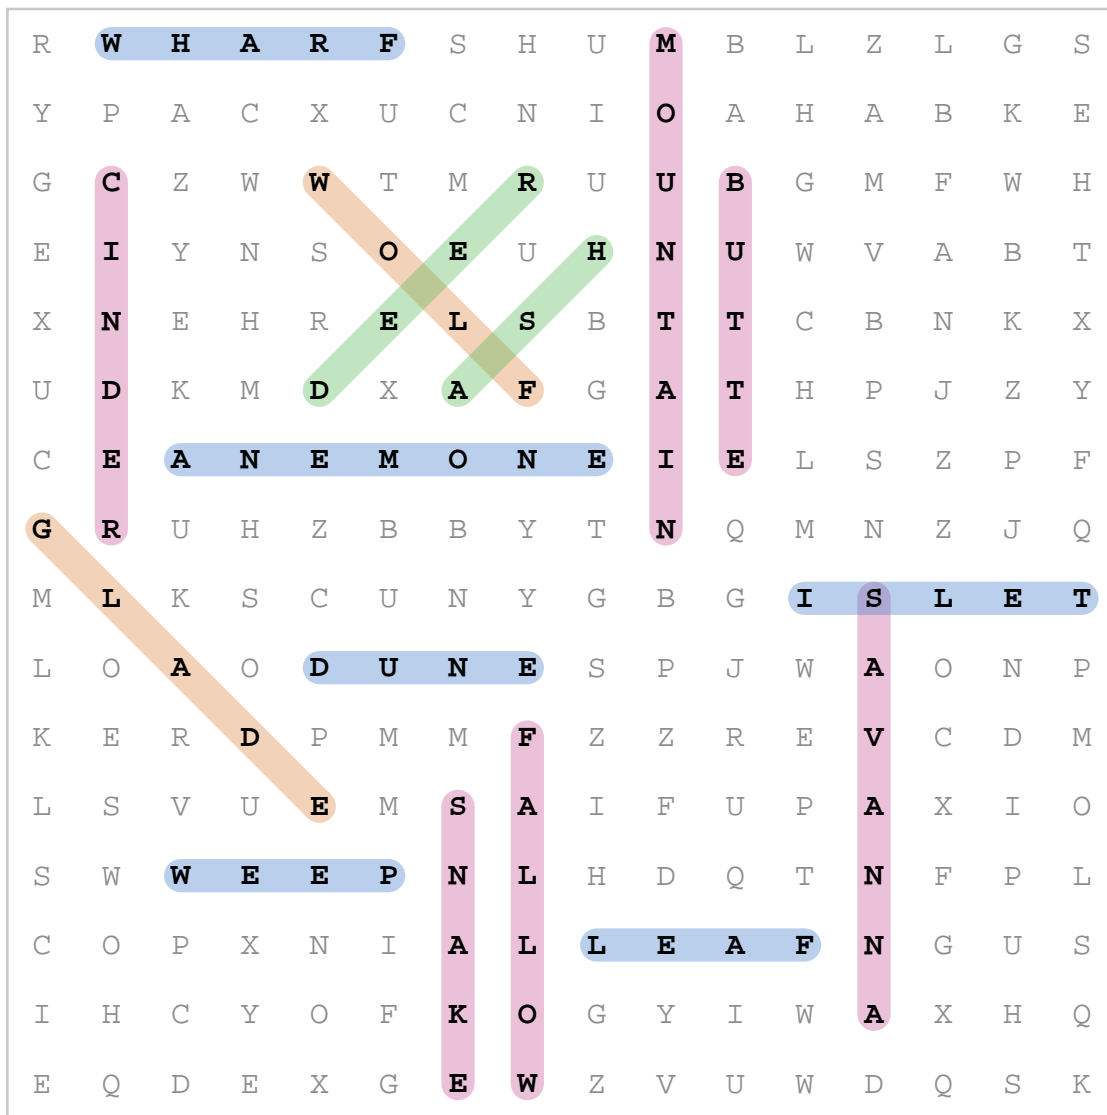 R W H A R F S H U M B L Z L G S
Y P A C X U C N I O A H A B K E
G C Z W W T M R U U B G M F W H
E I Y N S O E U H N U W V A B T
X N E H R E L S B T T C B N K X
U D K M D X A F G A T H P J Z Y
C E A N E M O N E I E L S Z P F
G R U H Z B B Y T N Q M N Z J Q
M L K S C U N Y G B G I S L E T
L O A O D U N E S P J W A O N P
K E R D P M M F Z Z R E V C D M
L S V U E M S A I F U P A X I O
S W W E E P N L H D Q T N F P L
C O P X N I A L L E A F N G U S
I H C Y O F K O G Y I W A X H Q
E Q D E X G E W Z V U W D Q S K